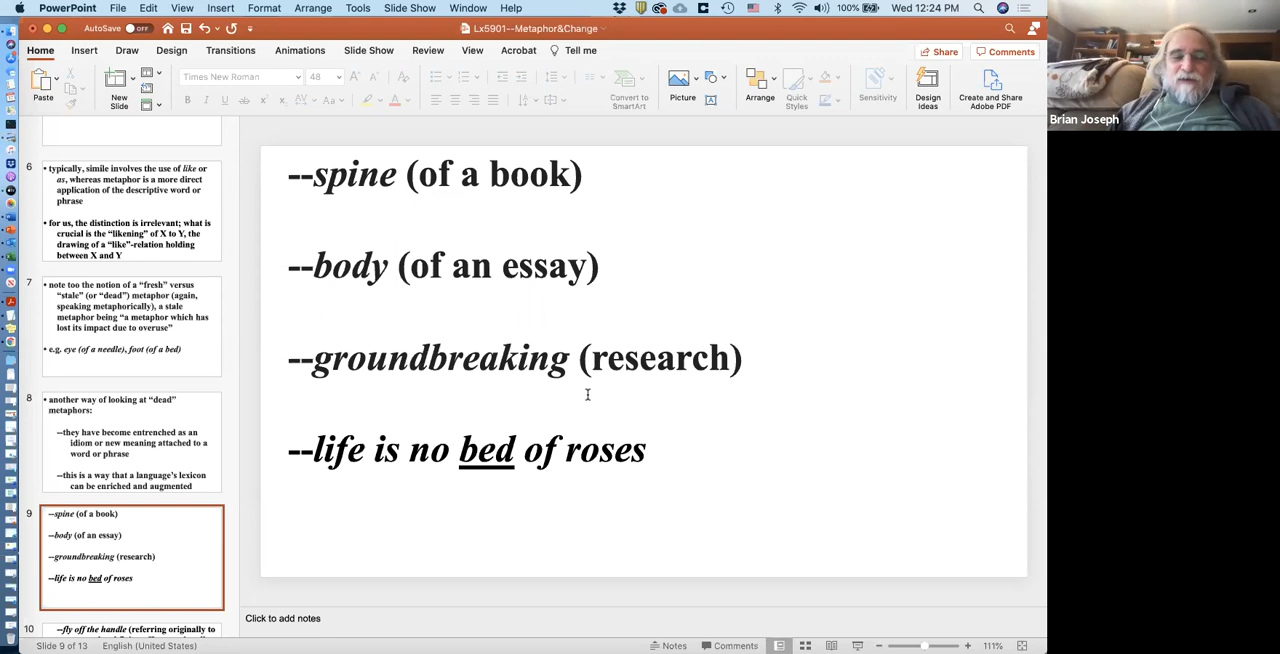 PowerPoint File Edit View Insert Format Arrange Tools Slide Show Window Help 100% Wed 12:24 PM
AutoSave OFF Lx5901--Metaphor&Change
Home Insert Draw Design Transitions Animations Slide Show Review View Acrobat Tell me Share Comments
Times New Roman 48
Paste New Slide Convert to SmartArt Picture Arrange Quick Styles Sensitivity Design Ideas Create and Share Adobe PDF
Brian Joseph
6
• typically, simile involves the use of like or
as, whereas metaphor is a more direct
application of the descriptive word or
phrase
• for us, the distinction is irrelevant; what is
crucial is the “likening” of X to Y, the
drawing of a “like”-relation holding
between X and Y
7
• note too the notion of a “fresh” versus
“stale” (or “dead”) metaphor (again,
speaking metaphorically), a stale
metaphor being “a metaphor which has
lost its impact due to overuse”
• e.g. eye (of a needle), foot (of a bed)
8
• another way of looking at “dead”
metaphors:
--they have become entrenched as an
idiom or new meaning attached to a
word or phrase
--this is a way that a language’s lexicon
can be enriched and augmented
9
--spine (of a book)
--body (of an essay)
--groundbreaking (research)
--life is no bed of roses
10
--fly off the handle (referring originally to
--spine (of a book)
--body (of an essay)
--groundbreaking (research)
--life is no bed of roses
Click to add notes
Slide 9 of 13 English (United States) Notes Comments 111%